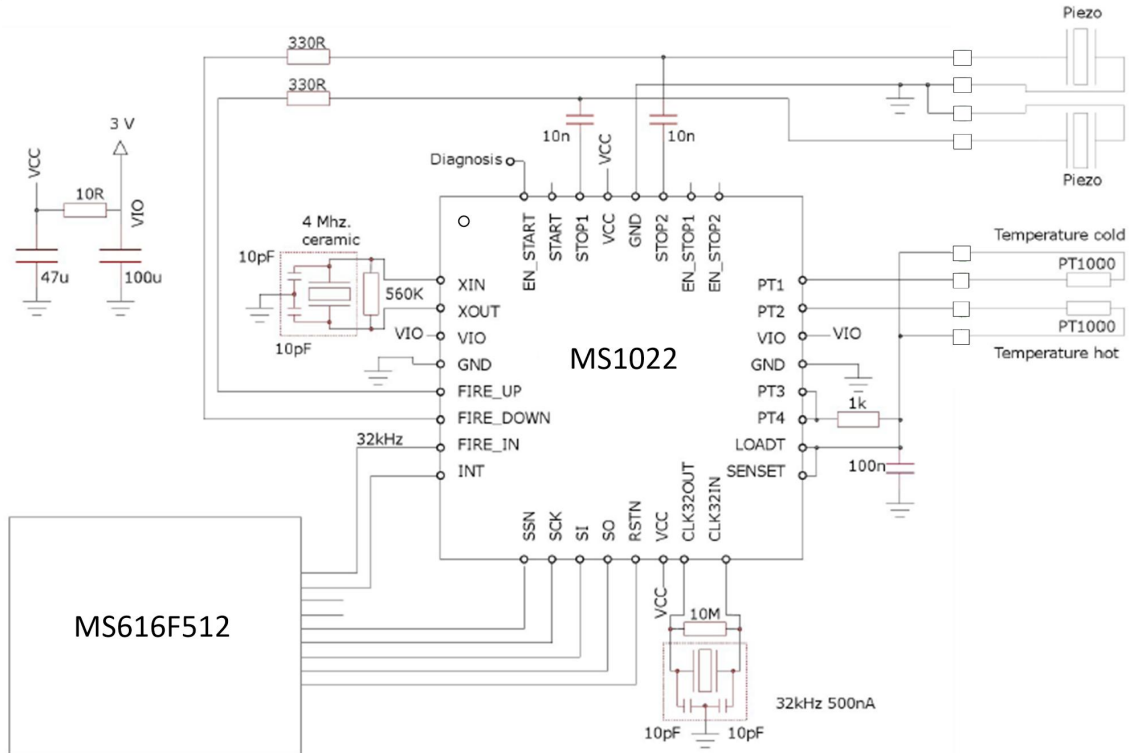 Piezo
330R
330R
3 V
10n
VCC
10n
Diagnosis
Piezo
VCC
10R
VIO
EN_START
START
STOP1
VCC
GND
STOP2
EN_STOP1
EN_STOP2
4 Mhz.
ceramic
Temperature cold
10pF
PT1000
47u
100u
560K
XIN
PT1
XOUT
PT2
PT1000
VIO
VIO
VIO
VIO
10pF
MS1022
Temperature hot
GND
GND
FIRE_UP
PT3
1k
FIRE_DOWN
PT4
32kHz
FIRE_IN
LOADT
INT
SENSET
100n
SSN
SCK
SI
SO
RSTN
VCC
CLK32OUT
CLK32IN
VCC
10M
MS616F512
32kHz 500nA
10pF
10pF